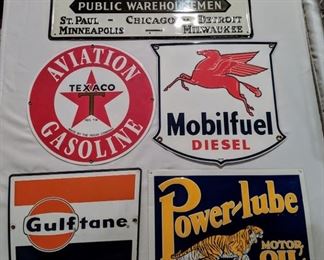 PUBLIC WAREHOUSEMEN
ST. PAUL - CHICAGO - DETROIT
MINNEAPOLIS - MILWAUKEE
AVIATION
TEXACO
T
GASOLINE
Mobilfuel
DIESEL
Gulftane
Power-lube
MOTOR
OIL